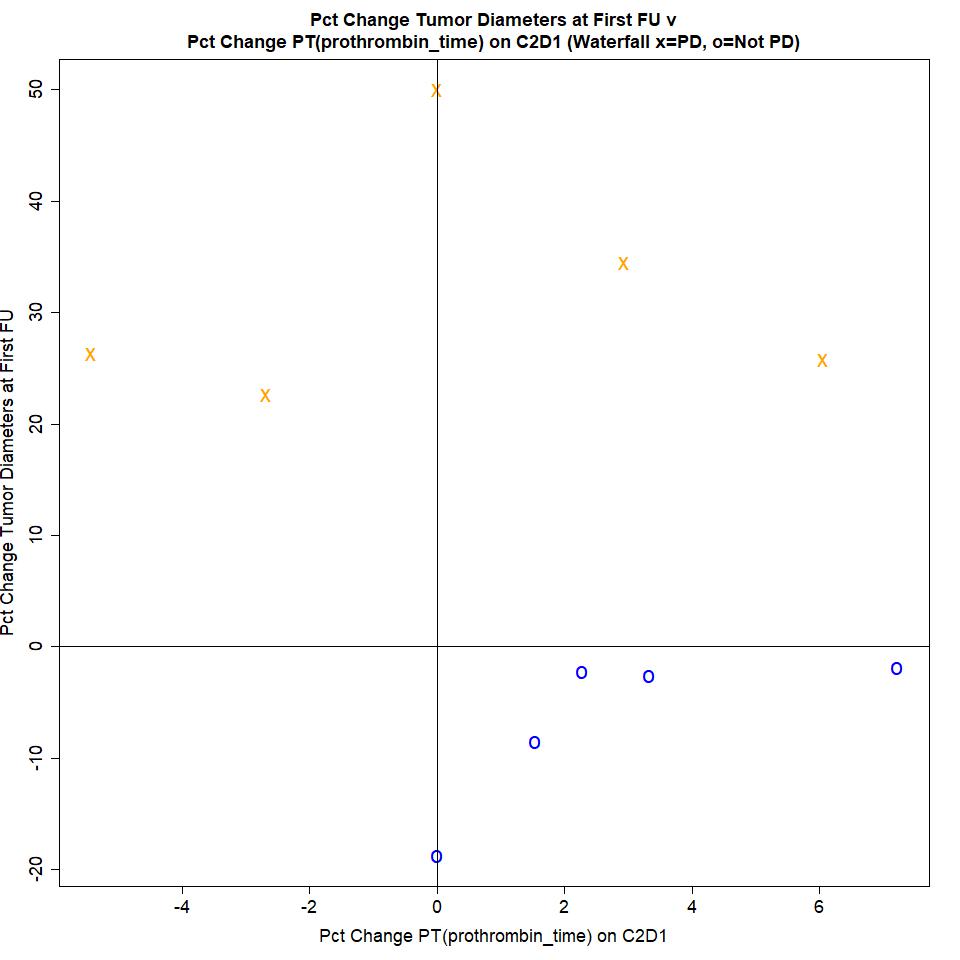 Pct Change Tumor Diameters at First FU v
Pct Change PT(prothrombin_time) on C2D1 (Waterfall x=PD, o=Not PD)
Pct Change Tumor Diameters at First FU
50
40
30
20
10
0
-10
-20
X
X
X
X
X
O
O
O
O
O
-4
-2
0
2
4
6
Pct Change PT(prothrombin_time) on C2D1